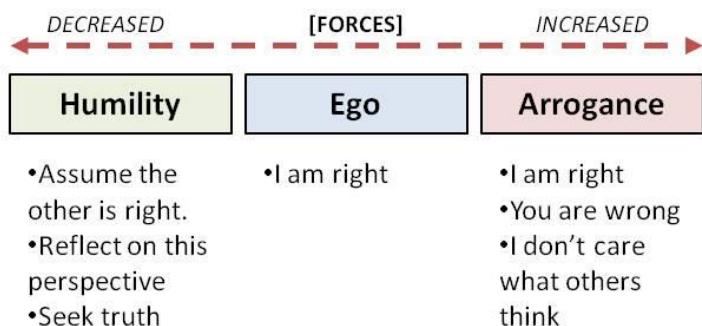 DECREASED [FORCES] INCREASED
Humility Ego Arrogance
•Assume the
other is right.
•Reflect on this
perspective
•Seek truth
•I am right
•I am right
•You are wrong
•I don't care
what others
think